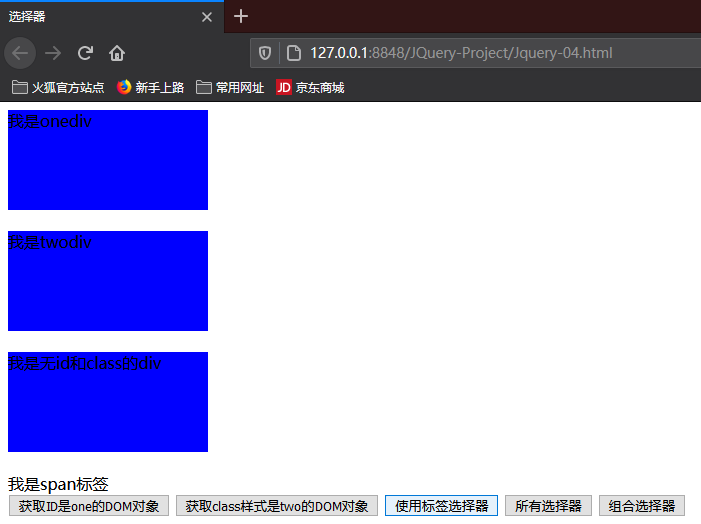 选择器
127.0.0.1:8848/JQuery-Project/Jquery-04.html
火狐官方站点 新手上路 常用网址 JD 京东商城
我是onediv
我是twodiv
我是无id和class的div
我是span标签
获取ID是one的DOM对象 获取class样式是two的DOM对象 使用标签选择器 所有选择器 组合选择器